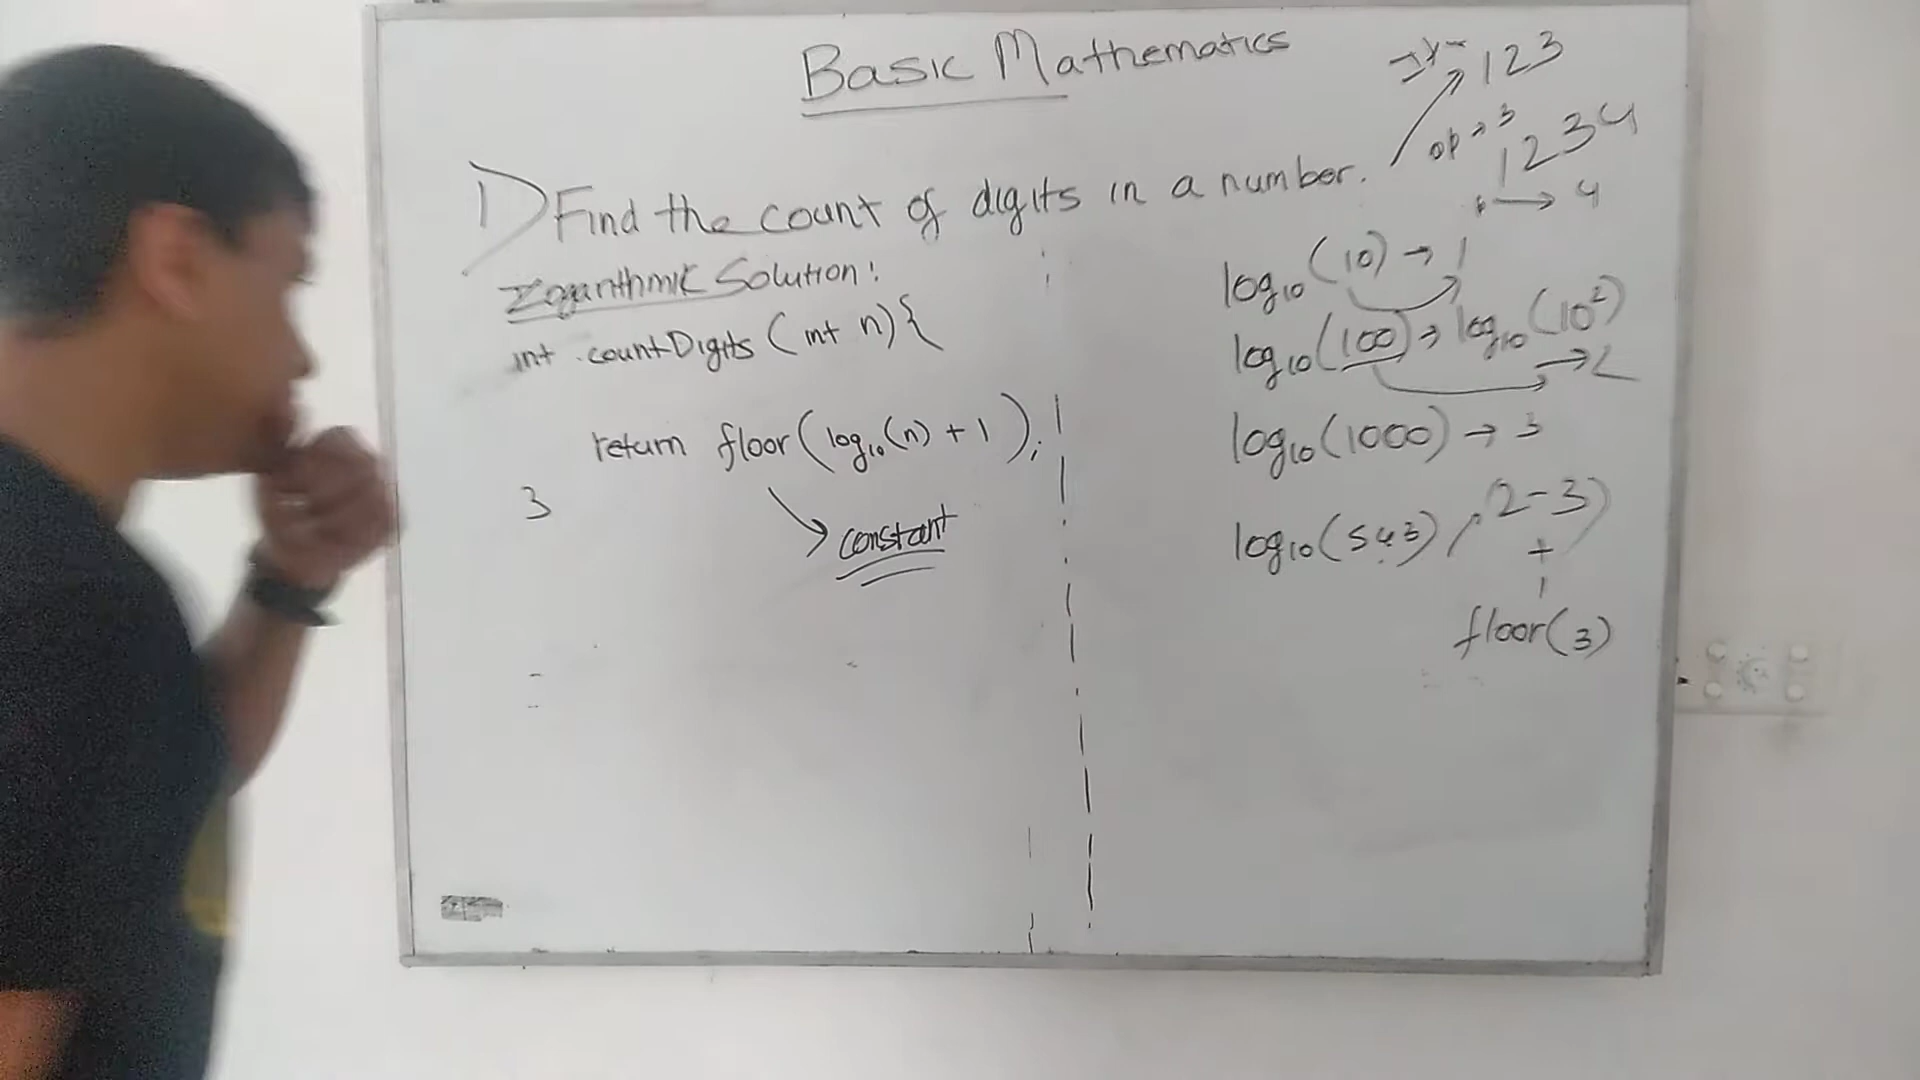 Basic Mathematics
1) Find the count of digits in a number.
I/P → 123
op → 3
1234
→ 4
Logarithmic Solution:
int countDigits (int n){
return floor(log₁₀(n) + 1);
}
constant
log₁₀(10) → 1
log₁₀(100) → log₁₀(10²)
→ 2
log₁₀(1000) → 3
log₁₀(543) (2-3)
+
1
floor(3)